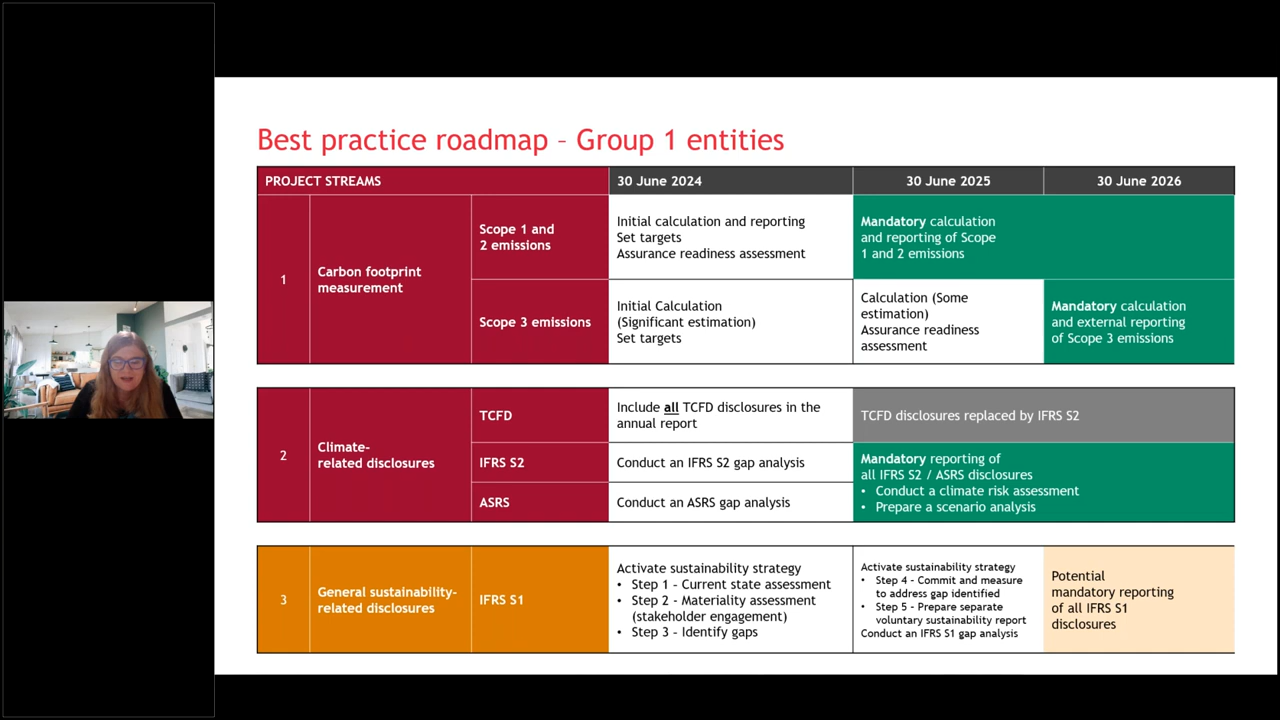 Best practice roadmap – Group 1 entities
PROJECT STREAMS
30 June 2024
30 June 2025
30 June 2026
1
Carbon footprint
measurement
Scope 1 and
2 emissions
Initial calculation and reporting
Set targets
Assurance readiness assessment
Mandatory calculation
and reporting of Scope
1 and 2 emissions
Scope 3 emissions
Initial Calculation
(Significant estimation)
Set targets
Calculation (Some
estimation)
Assurance readiness
assessment
Mandatory calculation
and external reporting
of Scope 3 emissions
2
Climate-
related disclosures
TCFD
Include all TCFD disclosures in the
annual report
TCFD disclosures replaced by IFRS S2
IFRS S2
Conduct an IFRS S2 gap analysis
Mandatory reporting of
all IFRS S2 / ASRS disclosures
• Conduct a climate risk assessment
• Prepare a scenario analysis
ASRS
Conduct an ASRS gap analysis
3
General sustainability-
related disclosures
IFRS S1
Activate sustainability strategy
• Step 1 - Current state assessment
• Step 2 - Materiality assessment
(stakeholder engagement)
• Step 3 - Identify gaps
Activate sustainability strategy
• Step 4 - Commit and measure
to address gap identified
• Step 5 - Prepare separate
voluntary sustainability report
Conduct an IFRS S1 gap analysis
Potential
mandatory reporting
of all IFRS S1
disclosures